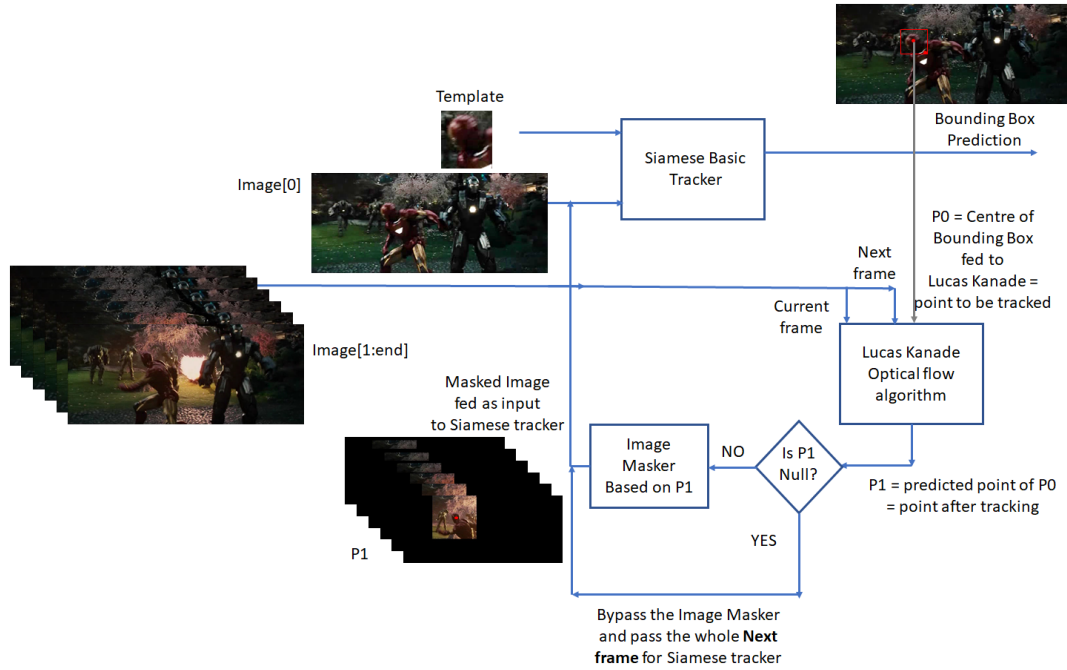 Template
Image[0]
Siamese Basic
Tracker
Bounding Box
Prediction
P0 = Centre of
Bounding Box
fed to
Lucas Kanade =
point to be tracked
Next
frame
Current
frame
Image[1:end]
Lucas Kanade
Optical flow
algorithm
Masked Image
fed as input
to Siamese tracker
Image
Masker
Based on P1
NO
Is P1
Null?
P1 = predicted point of P0
= point after tracking
P1
YES
Bypass the Image Masker
and pass the whole Next
frame for Siamese tracker